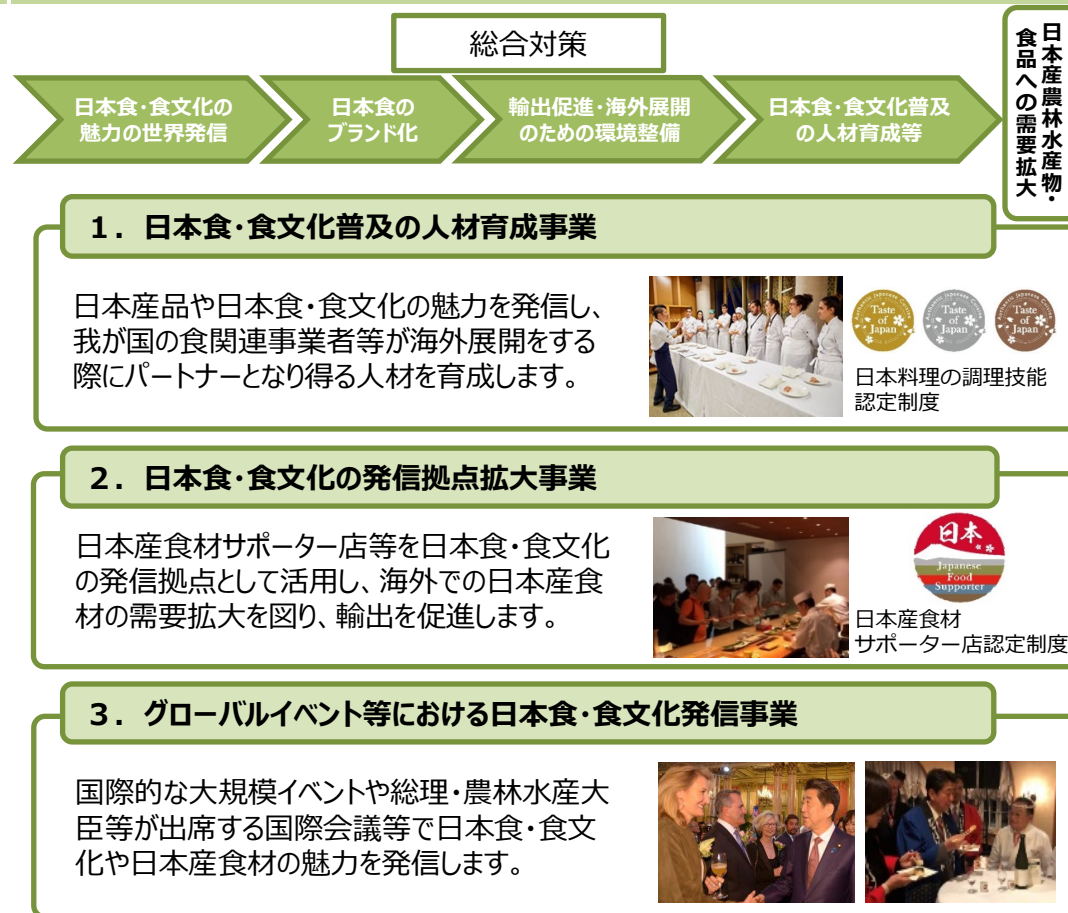 総合対策
日本食・食文化の
魅力の世界発信
日本食の
ブランド化
輸出促進・海外展開
のための環境整備
日本食・食文化普及
の人材育成等
日本産農林水産物・
食品への需要拡大
１．日本食・食文化普及の人材育成事業
日本産品や日本食・食文化の魅力を発信し、
我が国の食関連事業者等が海外展開をする
際にパートナーとなり得る人材を育成します。
Authentic Japanese Cuisine
Taste
of
Japan
Authentic Japanese Cuisine
Taste
of
Japan
Authentic Japanese Cuisine
Taste
of
Japan
日本料理の調理技能
認定制度
２．日本食・食文化の発信拠点拡大事業
日本産食材サポーター店等を日本食・食文化
の発信拠点として活用し、海外での日本産食
材の需要拡大を図り、輸出を促進します。
日本
Japanese
Food
Supporter
日本産食材
サポーター店認定制度
３．グローバルイベント等における日本食・食文化発信事業
国際的な大規模イベントや総理・農林水産大
臣等が出席する国際会議等で日本食・食文
化や日本産食材の魅力を発信します。